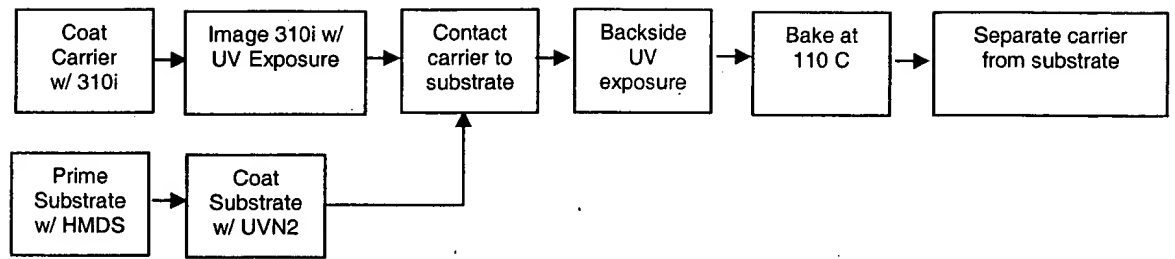 Coat
Carrier
w/ 310i
Image 310i w/
UV Exposure
Contact
carrier to
substrate
Backside
UV
exposure
Bake at
110 C
Separate carrier
from substrate
Prime
Substrate
w/ HMDS
Coat
Substrate
w/ UVN2